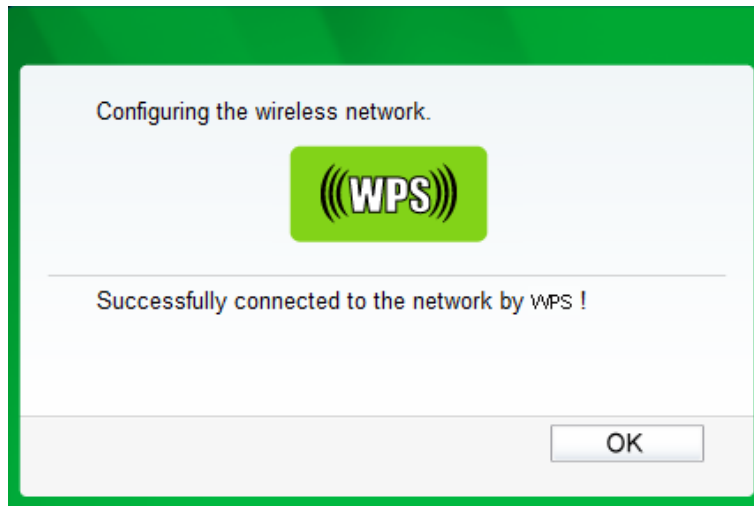 Configuring the wireless network.
(((WPS)))
Successfully connected to the network by WPS !
OK